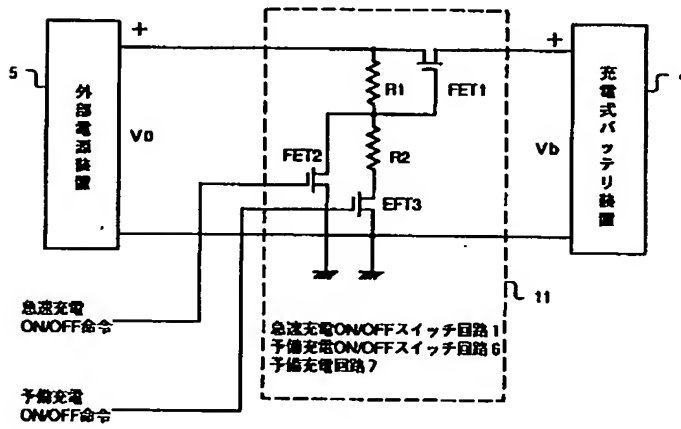 +
+
5
外部電源装置
Va
R1
FET1
FET2
R2
EFT3
Vb
充電式バッテリ装置
11
急速充電
ON/OFF命令
急速充電ON/OFFスイッチ回路1
予備充電ON/OFFスイッチ回路6
予備充電回路7
予備充電
ON/OFF命令